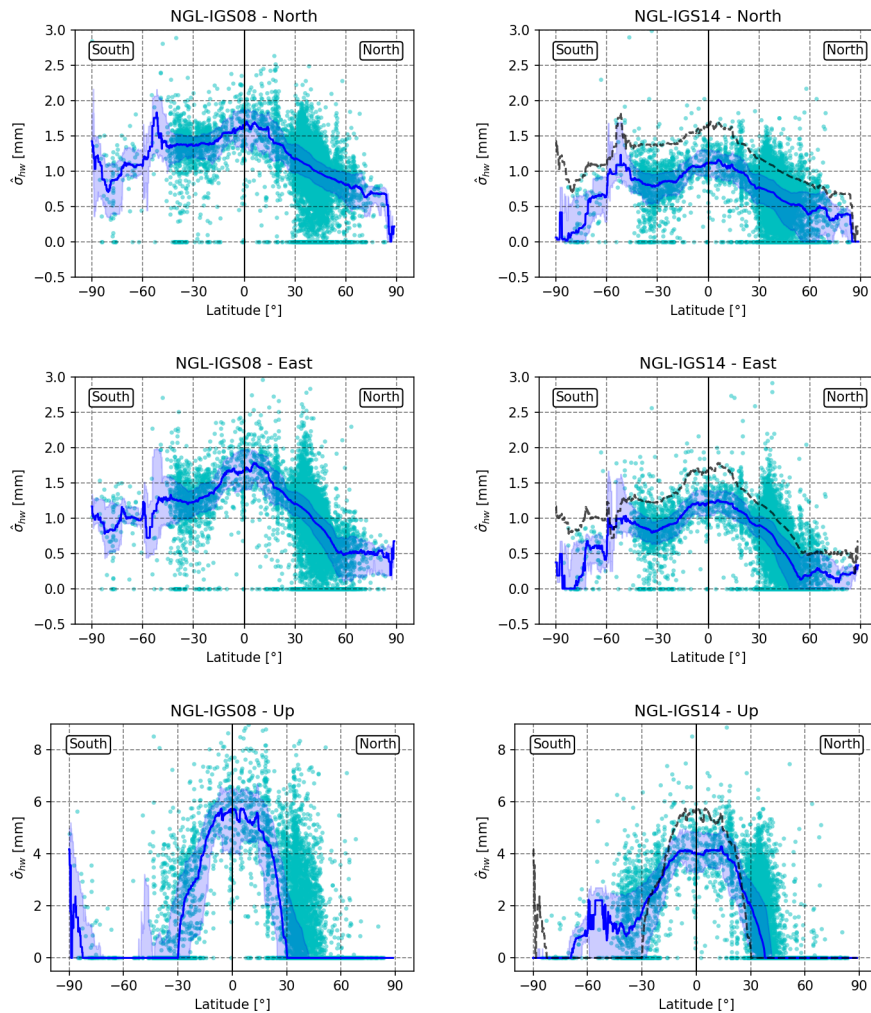 NGL-IGS08 - North
3.0
2.5
2.0
1.5
1.0
0.5
0.0
−0.5
South
North
σ̂hw [mm]
−90 −60 −30 0 30 60 90
Latitude [°]
NGL-IGS14 - North
3.0
2.5
2.0
1.5
1.0
0.5
0.0
−0.5
South
North
σ̂hw [mm]
−90 −60 −30 0 30 60 90
Latitude [°]
NGL-IGS08 - East
3.0
2.5
2.0
1.5
1.0
0.5
0.0
−0.5
South
North
σ̂hw [mm]
−90 −60 −30 0 30 60 90
Latitude [°]
NGL-IGS14 - East
3.0
2.5
2.0
1.5
1.0
0.5
0.0
−0.5
South
North
σ̂hw [mm]
−90 −60 −30 0 30 60 90
Latitude [°]
NGL-IGS08 - Up
8
6
4
2
0
South
North
σ̂hw [mm]
−90 −60 −30 0 30 60 90
Latitude [°]
NGL-IGS14 - Up
8
6
4
2
0
South
North
σ̂hw [mm]
−90 −60 −30 0 30 60 90
Latitude [°]